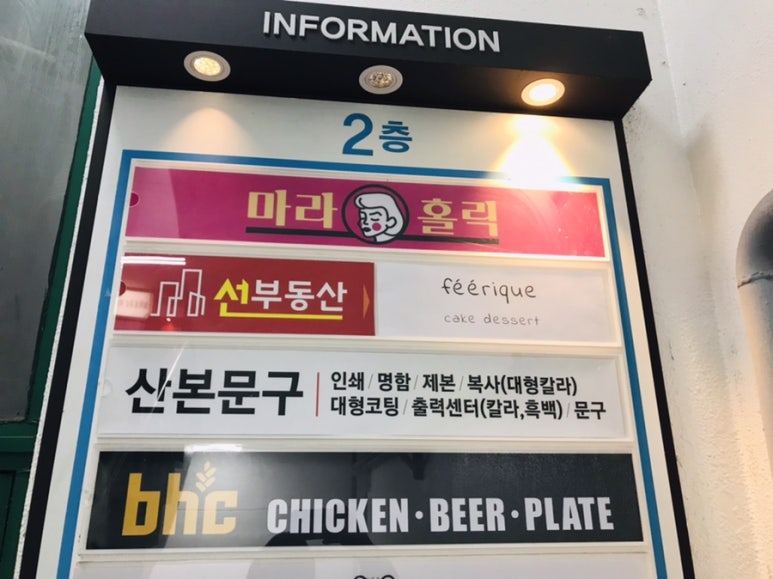 INFORMATION
2층
마라 홀릭
선부동산
féérique
cake dessert
산본문구
인쇄 / 명함 / 제본 / 복사(대형칼라)
대형코팅 / 출력센터(칼라,흑백) / 문구
bhc CHICKEN · BEER · PLATE